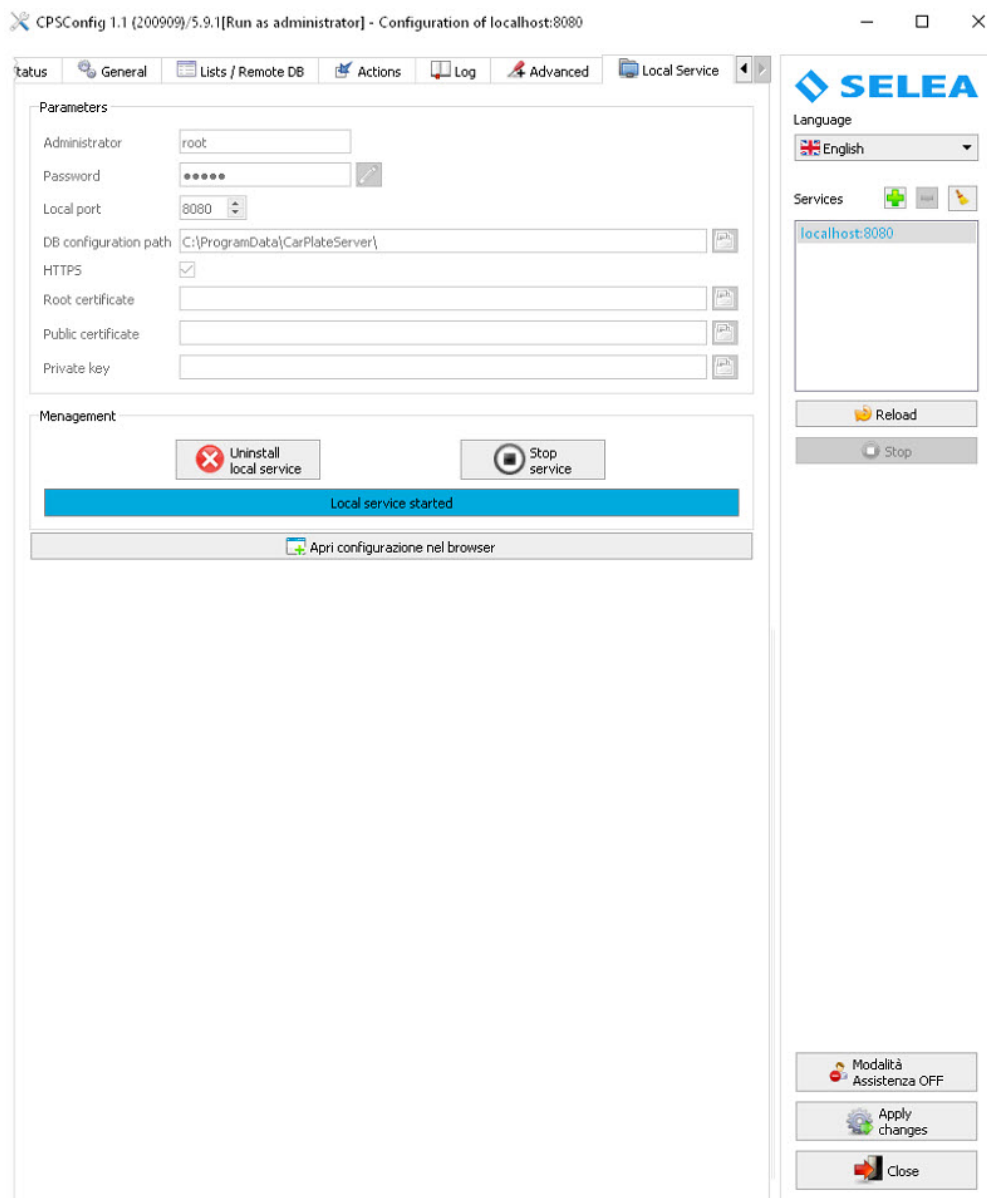 CPSConfig 1.1 (200909)/5.9.1[Run as administrator] - Configuration of localhost:8080
tatus
General
Lists / Remote DB
Actions
Log
Advanced
Local Service
Parameters
Administrator
root
Password
Local port
8080
DB configuration path
C:\ProgramData\CarPlateServer\
HTTPS
Root certificate
Public certificate
Private key
Menagement
Uninstall
local service
Stop
service
Local service started
Apri configurazione nel browser
SELEA
Language
English
Services
localhost:8080
Reload
Stop
Modalità
Assistenza OFF
Apply
changes
Close